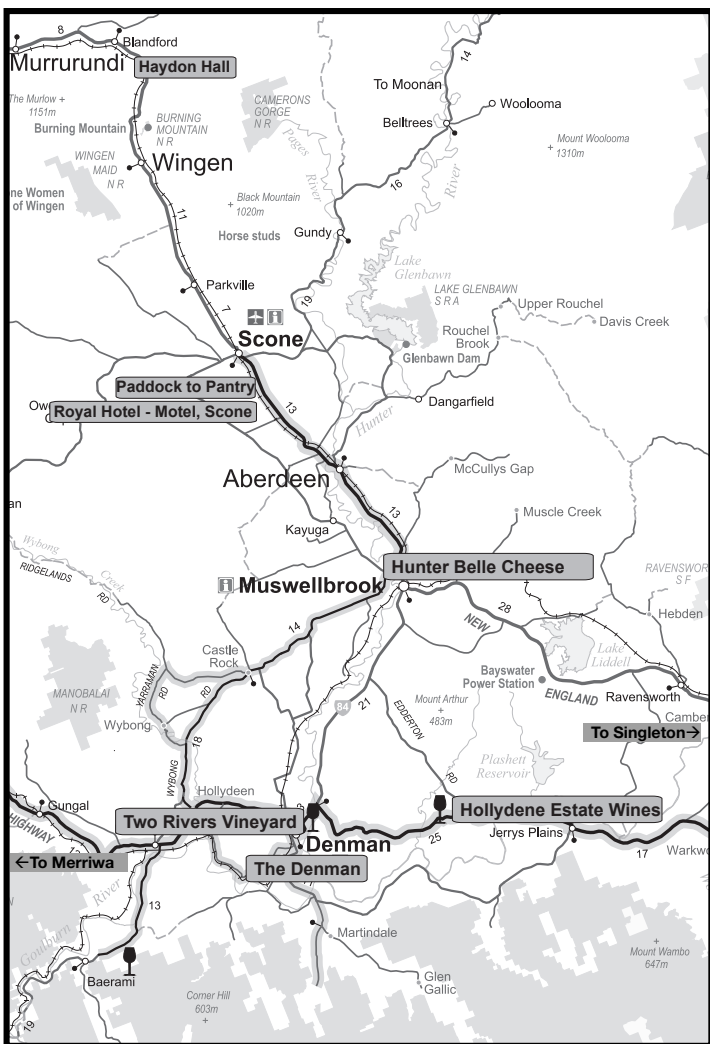 8
Blandford
Murrurundi
Haydon Hall
14
To Moonan
The Murlow +
1151m
CAMERONS
GORGE
N R
Woolooma
Burning Mountain
BURNING
MOUNTAIN
N R
Belltrees
Pages
River
Mount Woolooma
+ 1310m
WINGEN
MAID
N R
Wingen
River
16
ne Women
of Wingen
11
Black Mountain
+ 1020m
Horse studs
Gundy
Lake
Glenbawn
Parkville
LAKE GLENBAWN
S R A
19
7
Upper Rouchel
Davis Creek
Scone
Rouchel
Brook
Glenbawn Dam
Paddock to Pantry
Ow
Royal Hotel - Motel, Scone
13
Dangarfield
Hunter
Aberdeen
McCullys Gap
an
13
Muscle Creek
Kayuga
Wybong
Creek
RIDGELANDS
RD
Hunter Belle Cheese
RAVENSWOR
S F
Muswellbrook
28
14
NEW
Hebden
Castle
Rock
Lake
Liddell
YARRAMAN
RD
RD
MANOBALAI
N R
Bayswater
Power Station
ENGLAND
Ravensworth
21
84
EDDERTON
RD
Mount Arthur
+
483m
Camber
Wybong
18
To Singleton→
WYBONG
Plashett
Reservoir
Hollydeen
Gungal
HIGHWAY
Two Rivers Vineyard
Hollydene Estate Wines
Jerrys Plains
Denman
25
←To Merriwa
The Denman
17
Warkwo
River
13
Goulburn
Martindale
Mount Wambo
647m
+
Baerami
Glen
Gallic
Corner Hill
603m
+
19